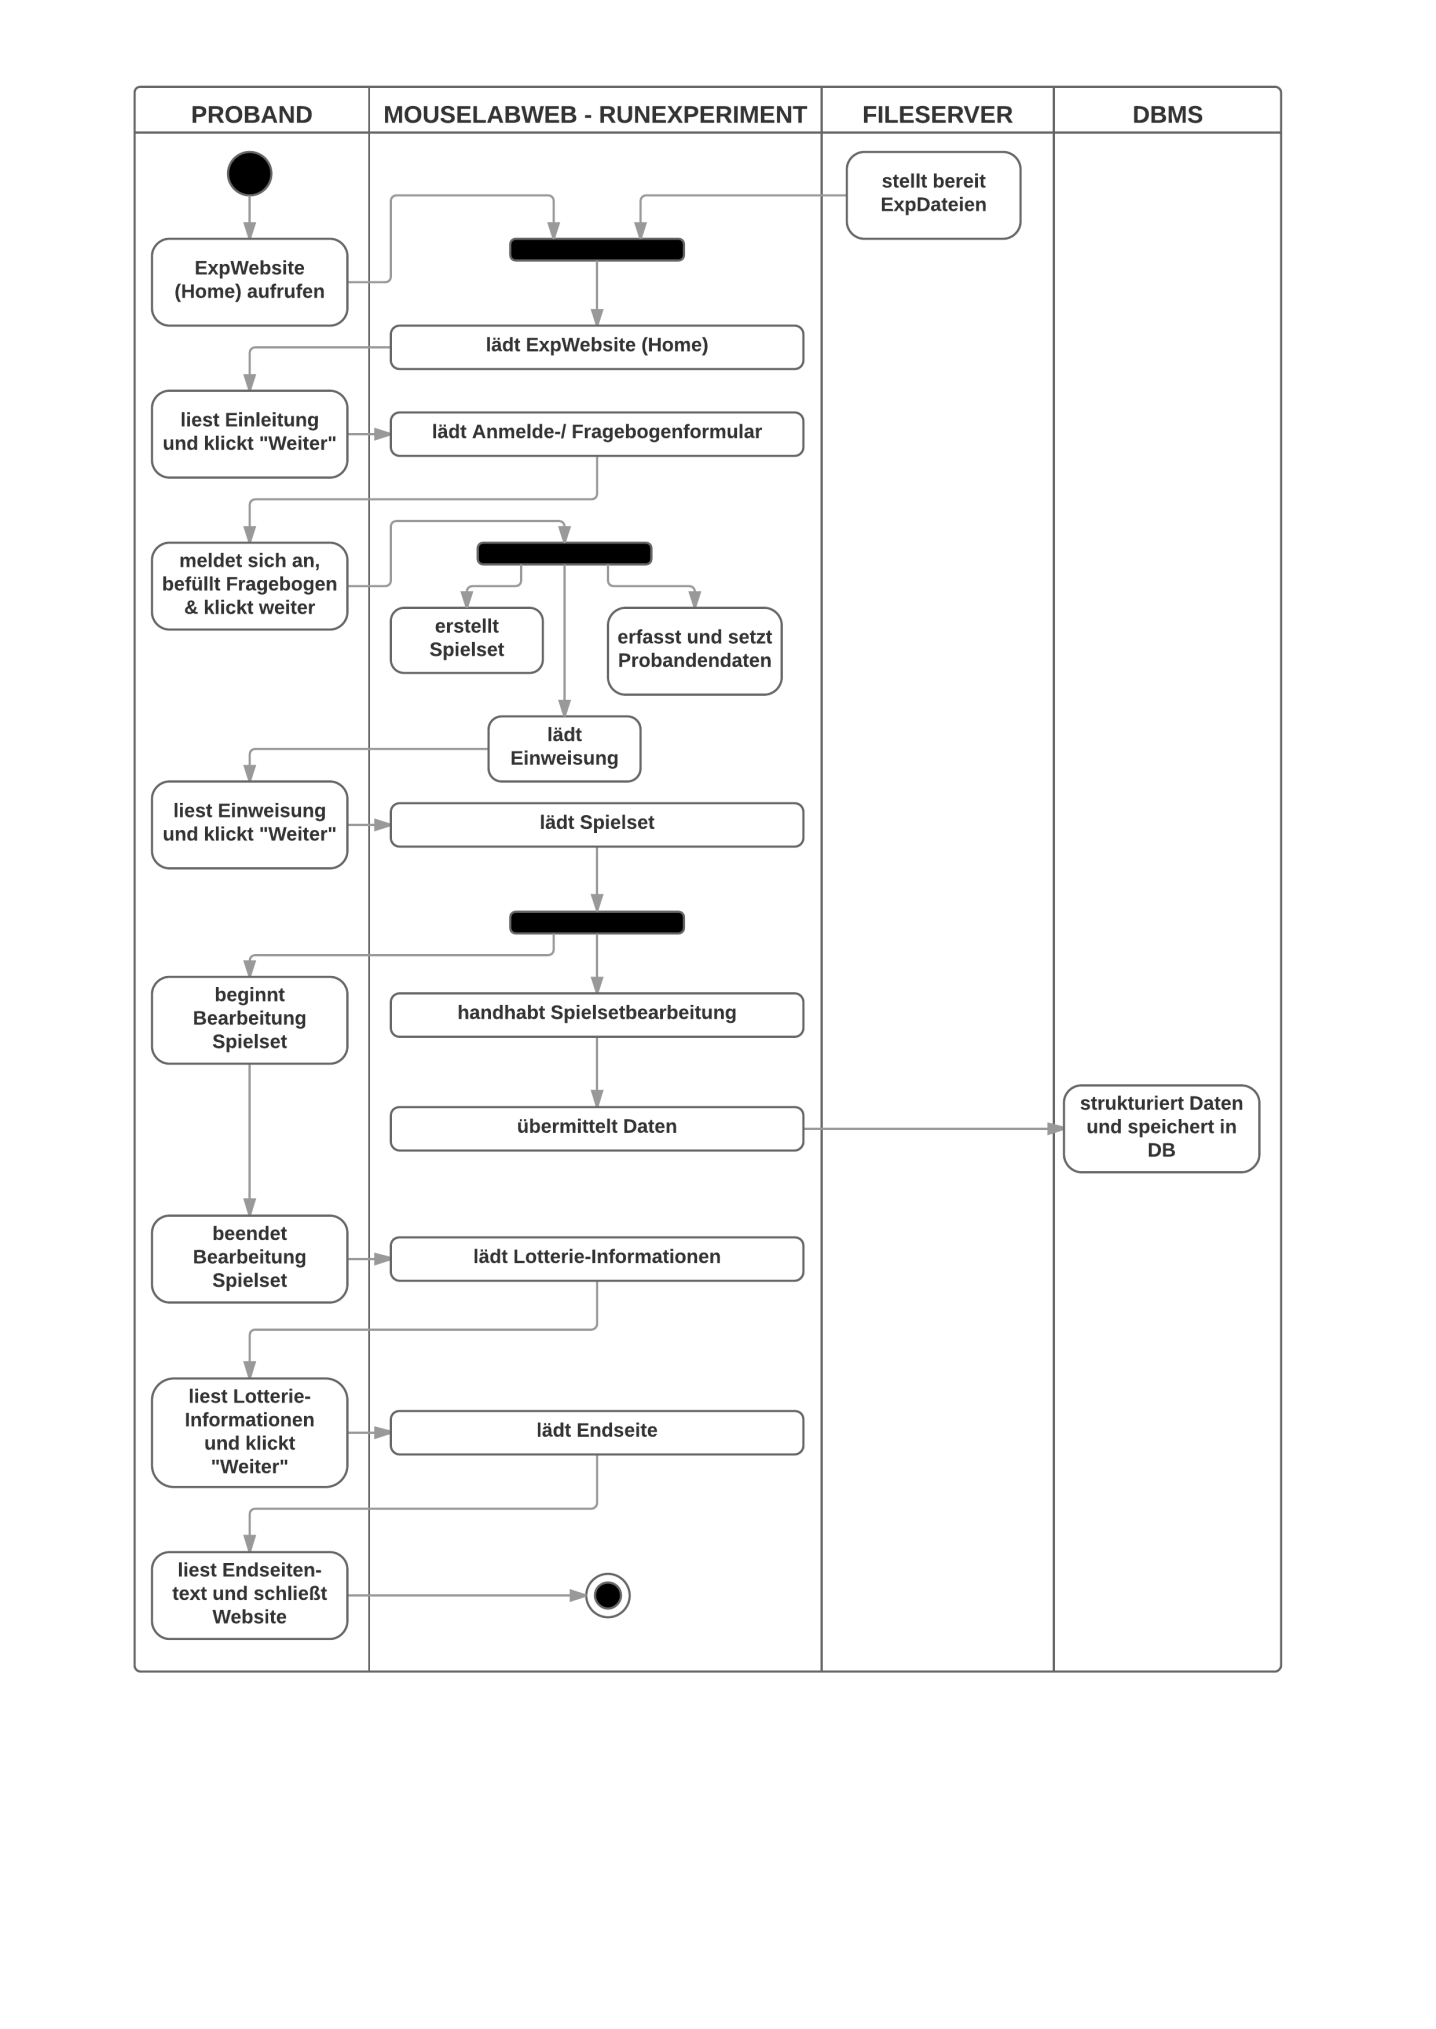 PROBAND
MOUSELABWEB - RUNEXPERIMENT
FILESERVER
DBMS
stellt bereit
ExpDateien
ExpWebsite
(Home) aufrufen
lädt ExpWebsite (Home)
liest Einleitung
und klickt "Weiter"
lädt Anmelde-/ Fragebogenformular
meldet sich an,
befüllt Fragebogen
& klickt weiter
erstellt
Spielset
erfasst und setzt
Probandendaten
lädt
Einweisung
liest Einweisung
und klickt "Weiter"
lädt Spielset
beginnt
Bearbeitung
Spielset
handhabt Spielsetbearbeitung
übermittelt Daten
strukturiert Daten
und speichert in
DB
beendet
Bearbeitung
Spielset
lädt Lotterie-Informationen
liest Lotterie-
Informationen
und klickt
"Weiter"
lädt Endseite
liest Endseiten-
text und schließt
Website